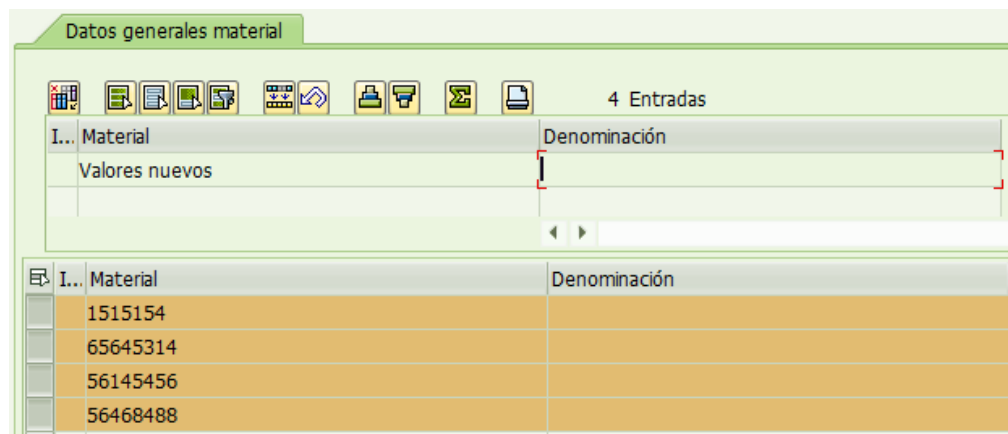 Datos generales material
4 Entradas
I... Material Denominación
Valores nuevos
I... Material Denominación
1515154
65645314
56145456
56468488